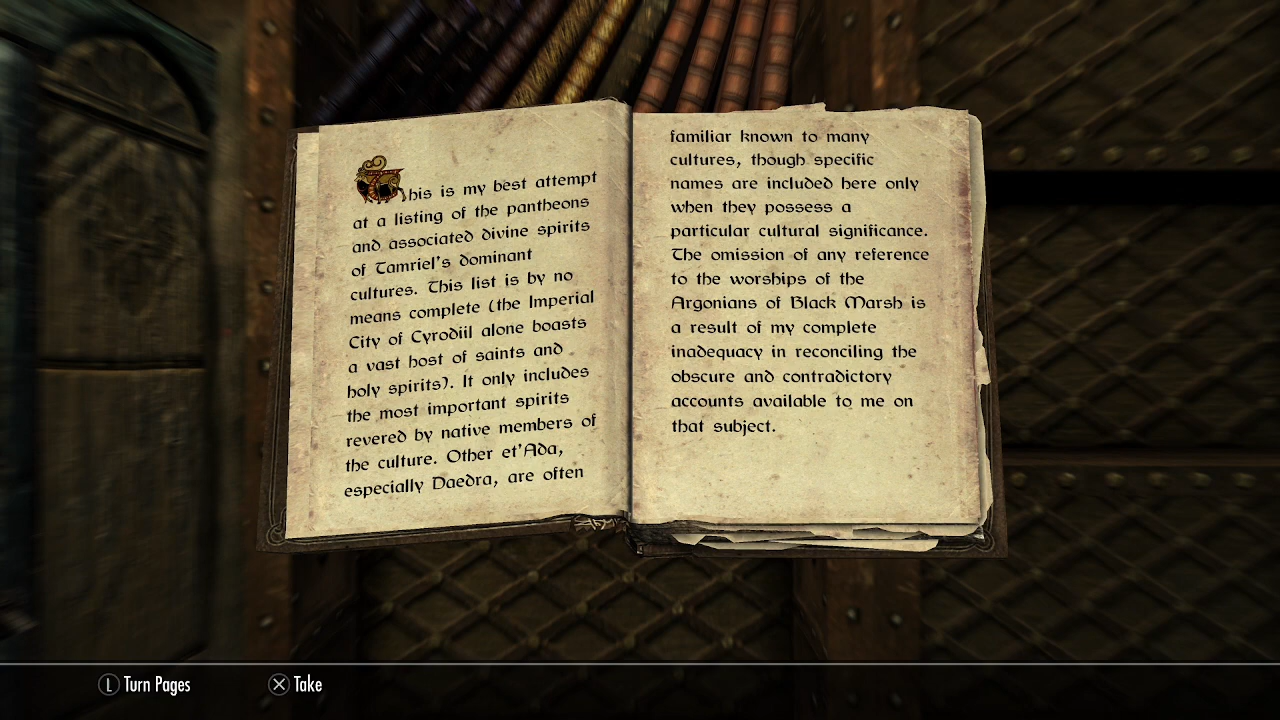 This is my best attempt
at a listing of the pantheons
and associated divine spirits
of Tamriel's dominant
cultures. This list is by no
means complete (the Imperial
City of Cyrodiil alone boasts
a vast host of saints and
holy spirits). It only includes
the most important spirits
revered by native members of
the culture. Other et'Ada,
especially Daedra, are often
familiar known to many
cultures, though specific
names are included here only
when they possess a
particular cultural significance.
The omission of any reference
to the worships of the
Argonians of Black Marsh is
a result of my complete
inadequacy in reconciling the
obscure and contradictory
accounts available to me on
that subject.
L Turn Pages
X Take